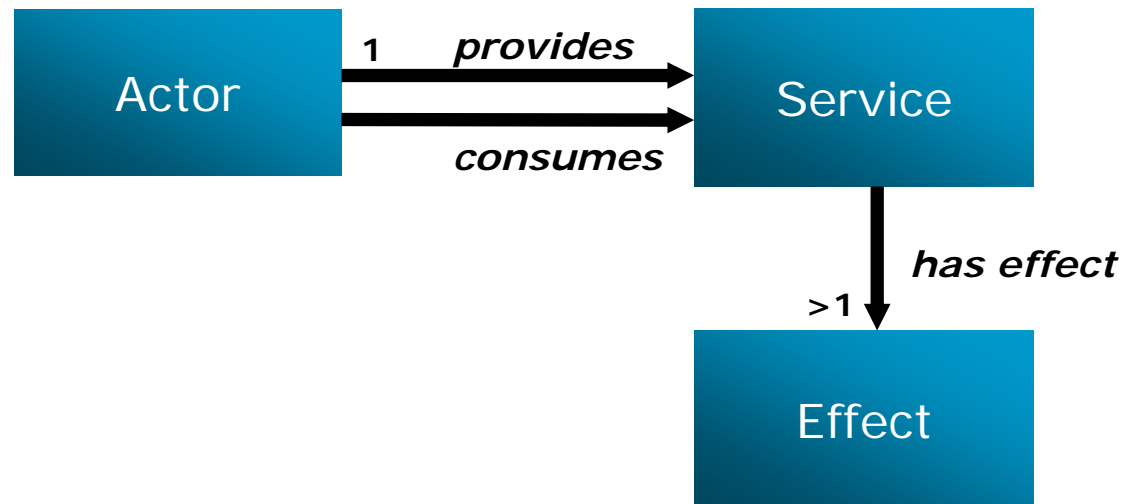 1 provides
Actor
Service
consumes
has effect
>1
Effect